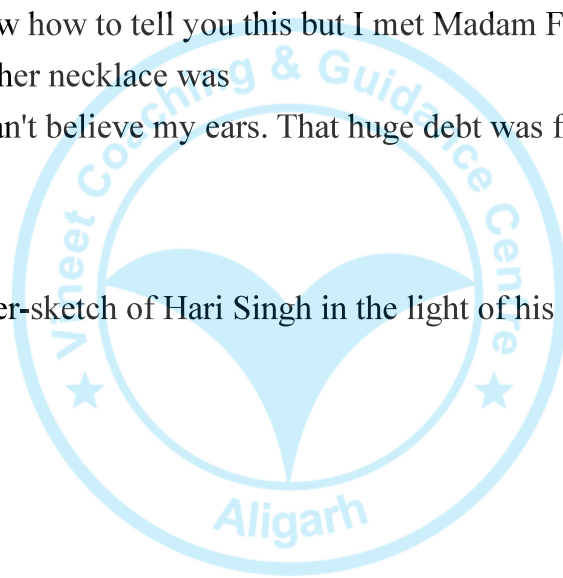 w how to tell you this but I met Madam F
her necklace was
an't believe my ears. That huge debt was f
er-sketch of Hari Singh in the light of his
Vineet Coaching & Guidance Centre
Aligarh